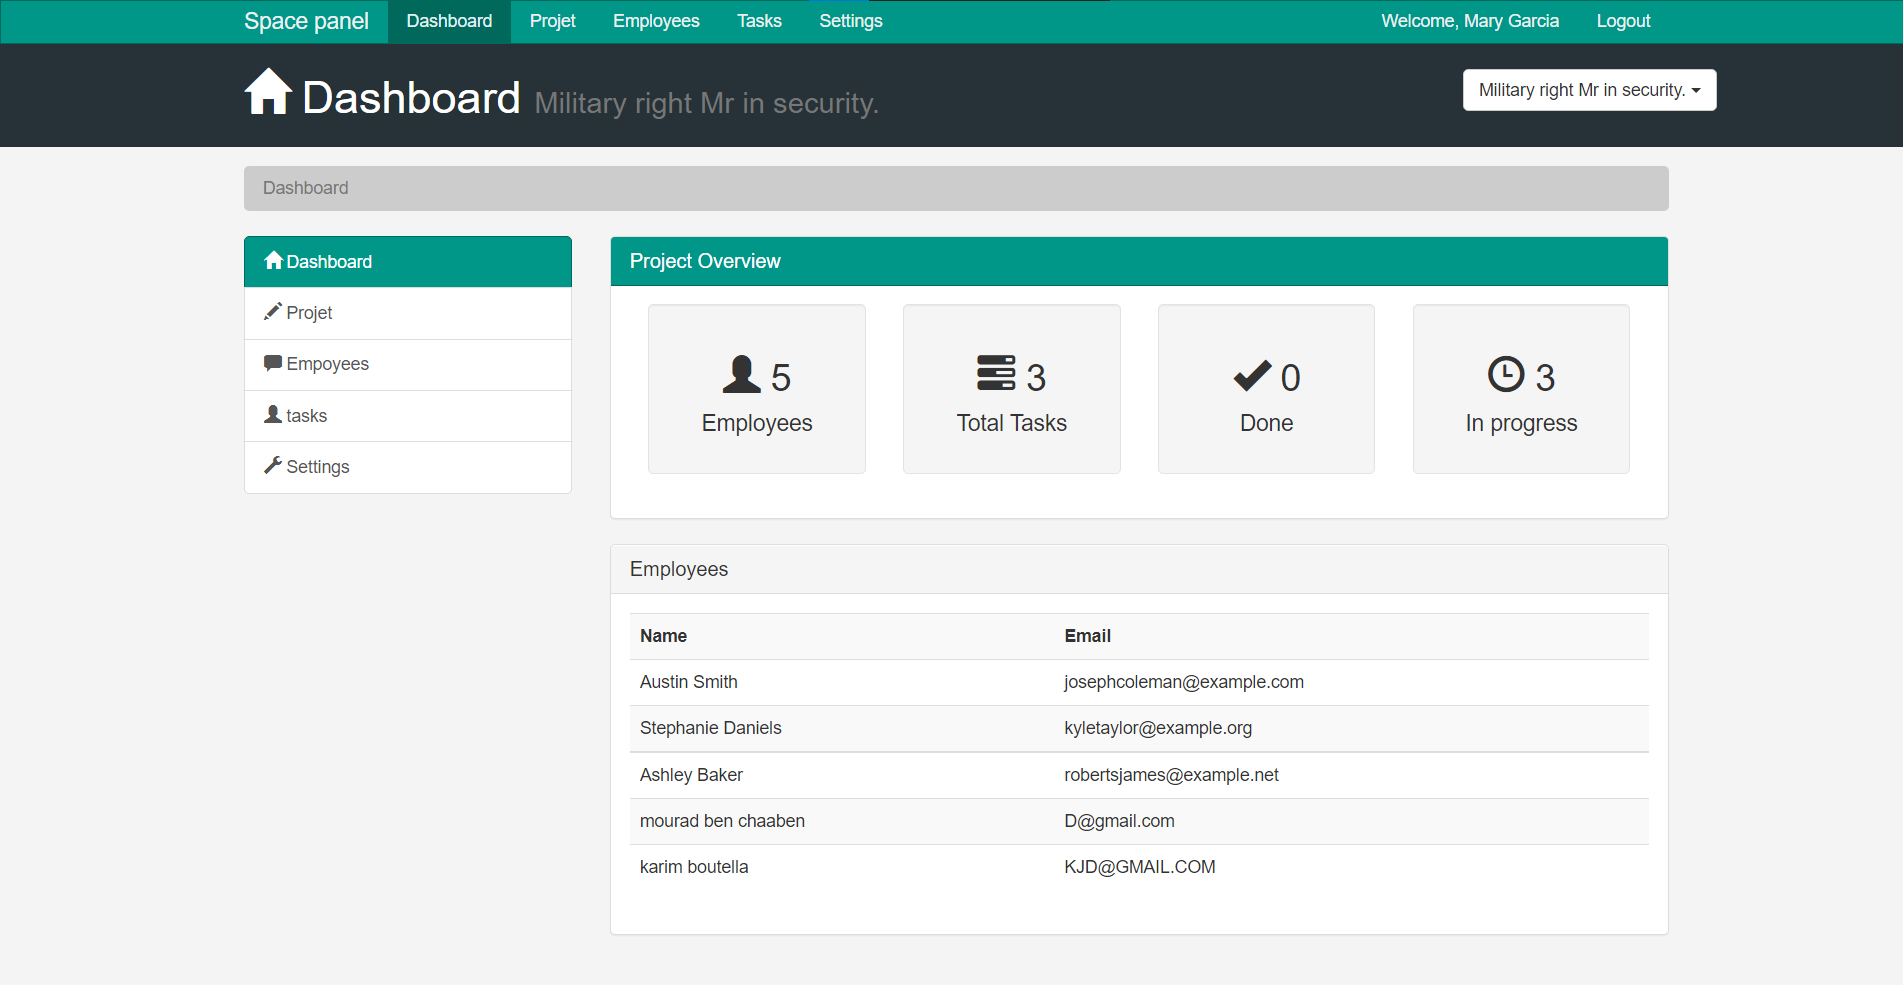 Space panel Dashboard Projet Employees Tasks Settings Welcome, Mary Garcia Logout
Dashboard Military right Mr in security. Military right Mr in security.
Dashboard
Dashboard
Projet
Empoyees
tasks
Settings
Project Overview
5
Employees
3
Total Tasks
0
Done
3
In progress
Employees
Name Email
Austin Smith josephcoleman@example.com
Stephanie Daniels kyletaylor@example.org
Ashley Baker robertsjames@example.net
mourad ben chaaben D@gmail.com
karim boutella KJD@GMAIL.COM